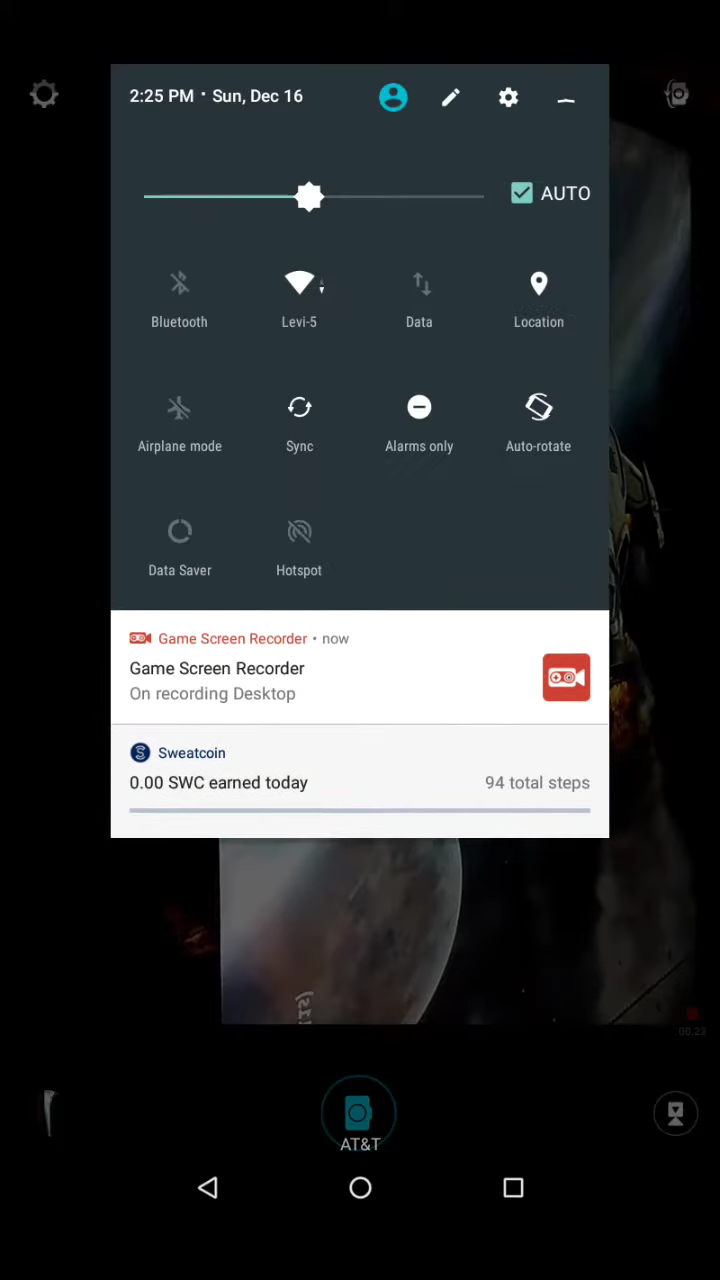 2:25 PM · Sun, Dec 16
AUTO
Bluetooth
Levi-5
Data
Location
Airplane mode
Sync
Alarms only
Auto-rotate
Data Saver
Hotspot
Game Screen Recorder · now
Game Screen Recorder
On recording Desktop
Sweatcoin
0.00 SWC earned today 94 total steps
00:23
AT&T